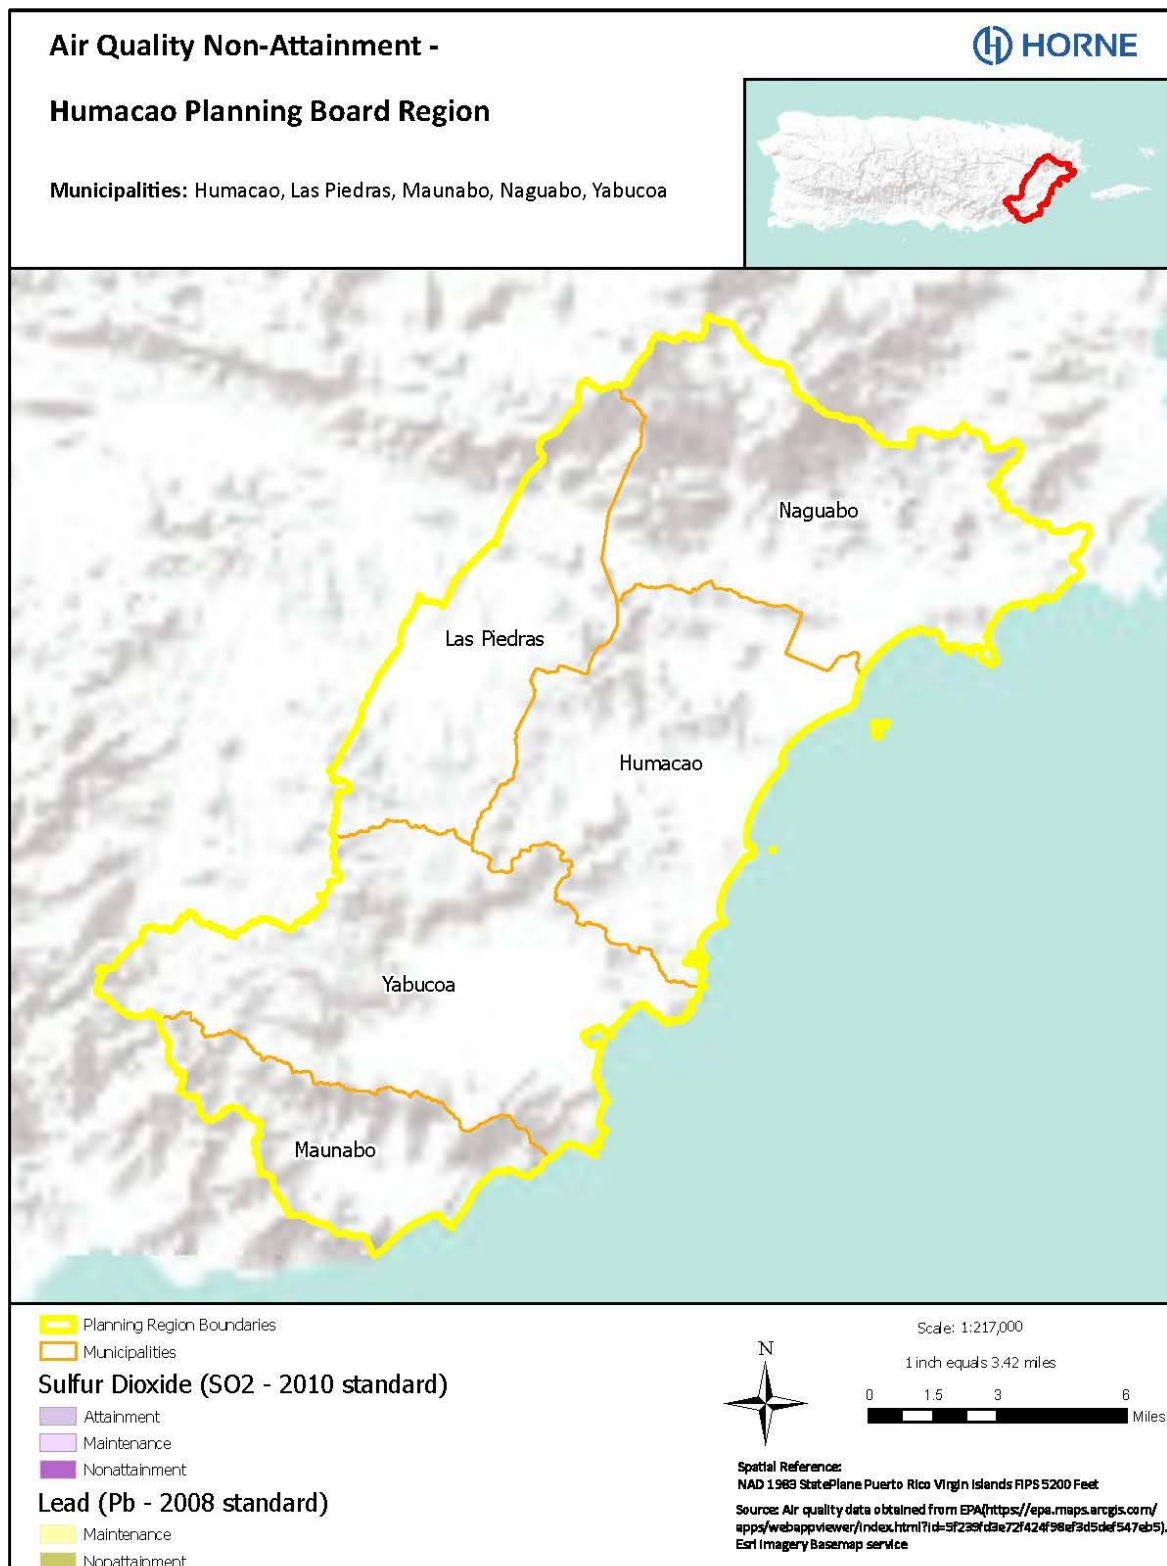 Air Quality Non-Attainment -
HORNE
Humacao Planning Board Region
Municipalities: Humacao, Las Piedras, Maunabo, Naguabo, Yabucoa
Naguabo
Las Piedras
Humacao
Yabucoa
Maunabo
Planning Region Boundaries
Municipalities
Sulfur Dioxide (SO2 - 2010 standard)
Attainment
Maintenance
Nonattainment
Lead (Pb - 2008 standard)
Maintenance
Nonattainment
N
Scale: 1:217,000
1 inch equals 3.42 miles
0 1.5 3 6
Miles
Spatial Reference:
NAD 1983 StatePlane Puerto Rico Virgin Islands FIPS 5200 Feet
Source: Air quality data obtained from EPA(https://epa.maps.arcgis.com/
apps/webappviewer/index.html?id=5f239fd3e72f424f98ef3d5def547eb5),
Esri Imagery Basemap service